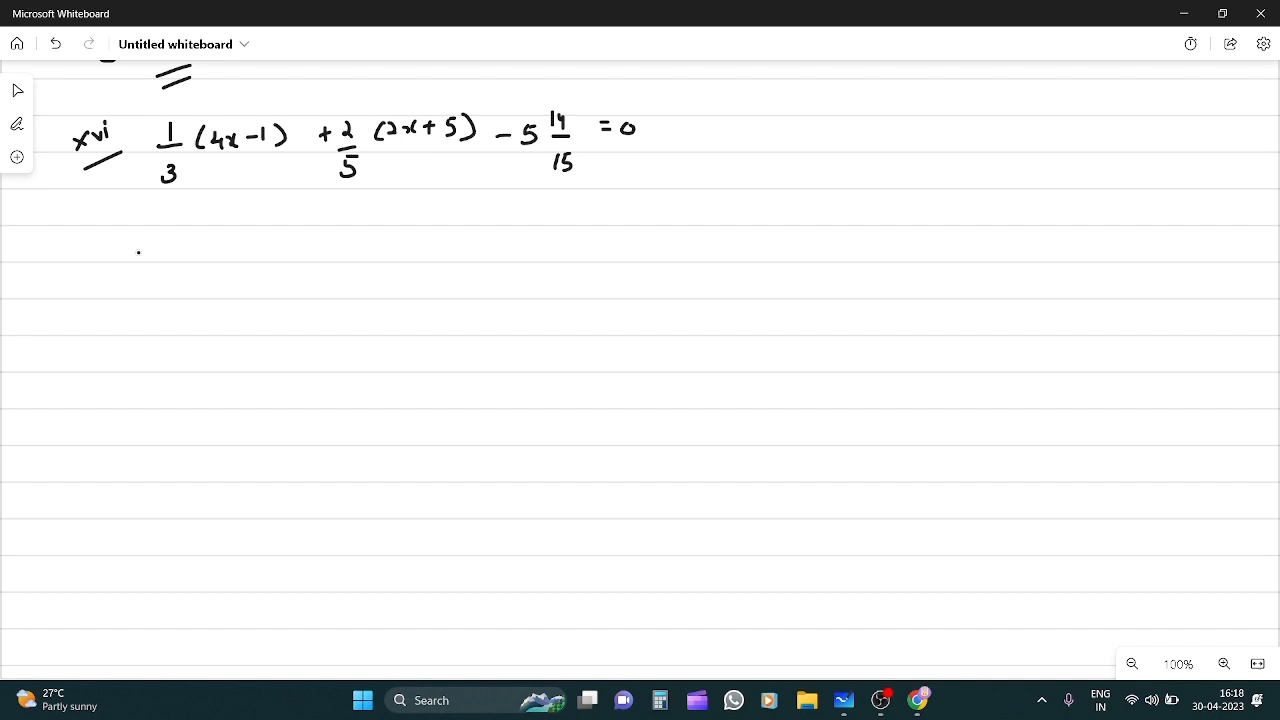 Microsoft Whiteboard
Untitled whiteboard
xvi 1/3 (4x-1) + 2/5 (2x+5) - 5 14/15 = 0
100%
27°C
Partly sunny
Search
ENG
IN
16:18
30-04-2023